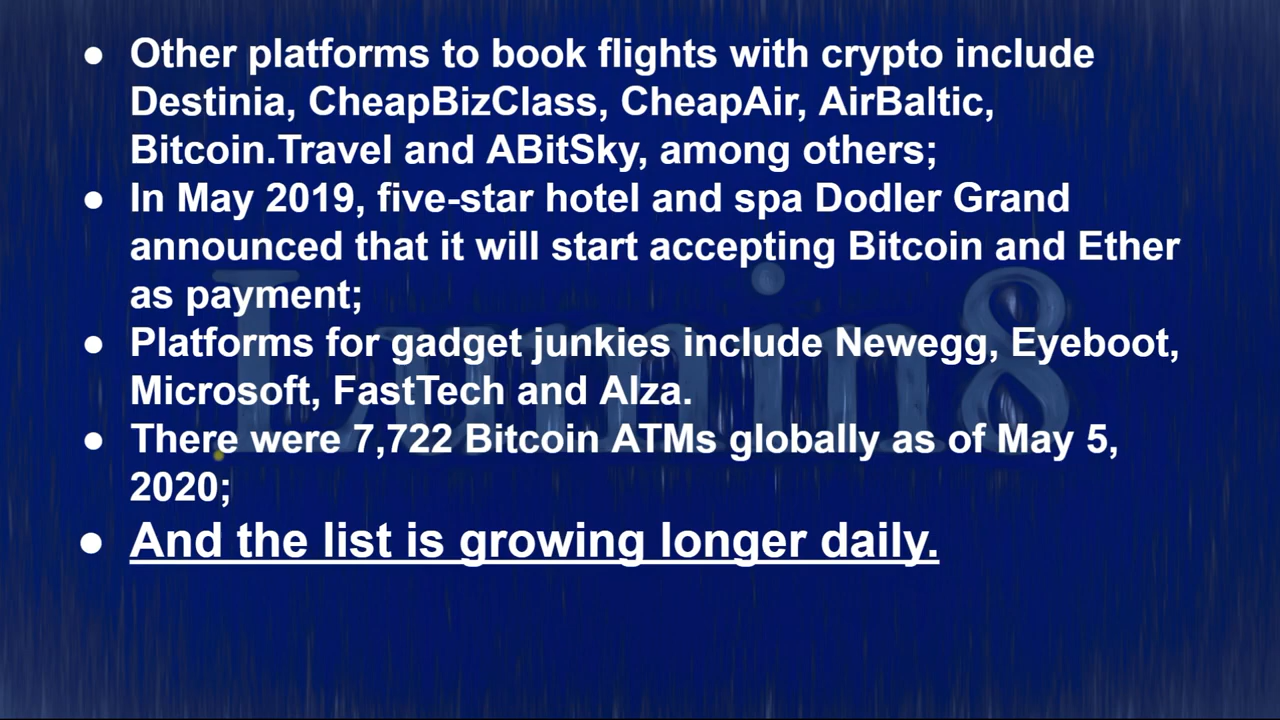 ● Other platforms to book flights with crypto include
Destinia, CheapBizClass, CheapAir, AirBaltic,
Bitcoin.Travel and ABitSky, among others;
● In May 2019, five-star hotel and spa Dodler Grand
announced that it will start accepting Bitcoin and Ether
as payment;
● Platforms for gadget junkies include Newegg, Eyeboot,
Microsoft, FastTech and Alza.
● There were 7,722 Bitcoin ATMs globally as of May 5,
2020;
● And the list is growing longer daily.
Lumin8